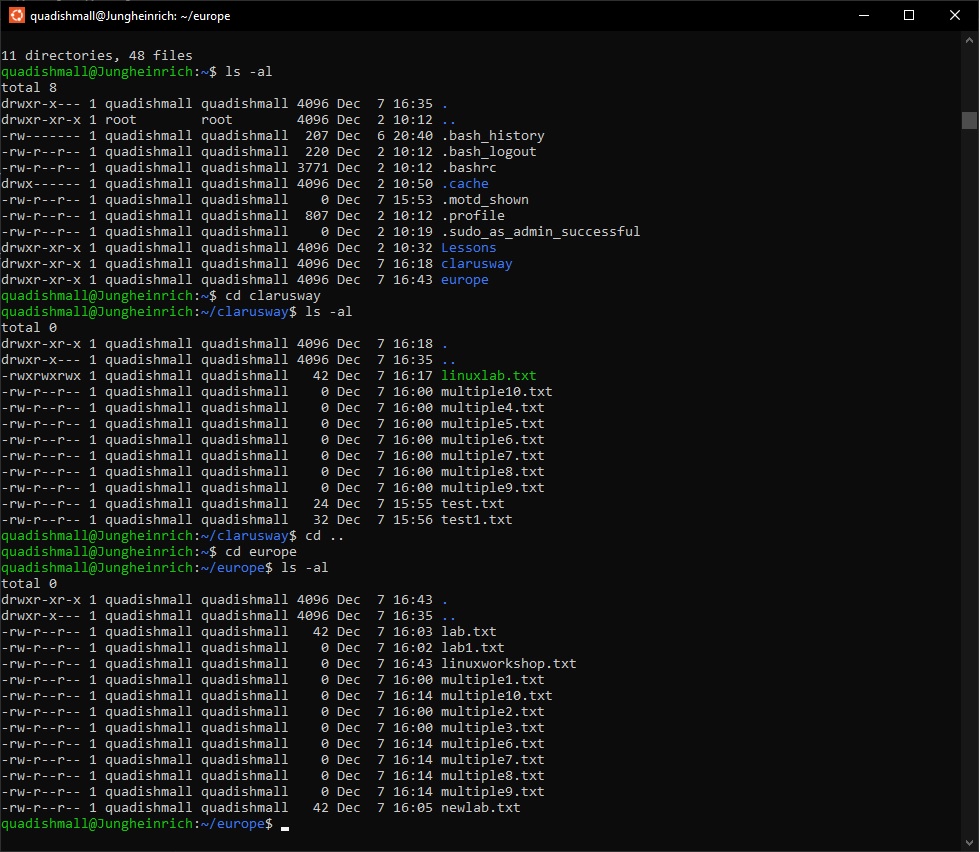 quadishmall@Jungheinrich: ~/europe
11 directories, 48 files
quadishmall@Jungheinrich:~$ ls -al
total 8
drwxr-x--- 1 quadishmall quadishmall 4096 Dec  7 16:35 .
drwxr-xr-x 1 root        root        4096 Dec  2 10:12 ..
-rw------- 1 quadishmall quadishmall  207 Dec  6 20:40 .bash_history
-rw-r--r-- 1 quadishmall quadishmall  220 Dec  2 10:12 .bash_logout
-rw-r--r-- 1 quadishmall quadishmall 3771 Dec  2 10:12 .bashrc
drwx------ 1 quadishmall quadishmall 4096 Dec  2 10:50 .cache
-rw-r--r-- 1 quadishmall quadishmall    0 Dec  7 15:53 .motd_shown
-rw-r--r-- 1 quadishmall quadishmall  807 Dec  2 10:12 .profile
-rw-r--r-- 1 quadishmall quadishmall    0 Dec  2 10:19 .sudo_as_admin_successful
drwxr-xr-x 1 quadishmall quadishmall 4096 Dec  2 10:32 Lessons
drwxr-xr-x 1 quadishmall quadishmall 4096 Dec  7 16:18 clarusway
drwxr-xr-x 1 quadishmall quadishmall 4096 Dec  7 16:43 europe
quadishmall@Jungheinrich:~$ cd clarusway
quadishmall@Jungheinrich:~/clarusway$ ls -al
total 0
drwxr-xr-x 1 quadishmall quadishmall 4096 Dec  7 16:18 .
drwxr-x--- 1 quadishmall quadishmall 4096 Dec  7 16:35 ..
-rwxrwxrwx 1 quadishmall quadishmall   42 Dec  7 16:17 linuxlab.txt
-rw-r--r-- 1 quadishmall quadishmall    0 Dec  7 16:00 multiple10.txt
-rw-r--r-- 1 quadishmall quadishmall    0 Dec  7 16:00 multiple4.txt
-rw-r--r-- 1 quadishmall quadishmall    0 Dec  7 16:00 multiple5.txt
-rw-r--r-- 1 quadishmall quadishmall    0 Dec  7 16:00 multiple6.txt
-rw-r--r-- 1 quadishmall quadishmall    0 Dec  7 16:00 multiple7.txt
-rw-r--r-- 1 quadishmall quadishmall    0 Dec  7 16:00 multiple8.txt
-rw-r--r-- 1 quadishmall quadishmall    0 Dec  7 16:00 multiple9.txt
-rw-r--r-- 1 quadishmall quadishmall   24 Dec  7 15:55 test.txt
-rw-r--r-- 1 quadishmall quadishmall   32 Dec  7 15:56 test1.txt
quadishmall@Jungheinrich:~/clarusway$ cd ..
quadishmall@Jungheinrich:~$ cd europe
quadishmall@Jungheinrich:~/europe$ ls -al
total 0
drwxr-xr-x 1 quadishmall quadishmall 4096 Dec  7 16:43 .
drwxr-x--- 1 quadishmall quadishmall 4096 Dec  7 16:35 ..
-rw-r--r-- 1 quadishmall quadishmall   42 Dec  7 16:03 lab.txt
-rw-r--r-- 1 quadishmall quadishmall    0 Dec  7 16:02 lab1.txt
-rw-r--r-- 1 quadishmall quadishmall    0 Dec  7 16:43 linuxworkshop.txt
-rw-r--r-- 1 quadishmall quadishmall    0 Dec  7 16:00 multiple1.txt
-rw-r--r-- 1 quadishmall quadishmall    0 Dec  7 16:14 multiple10.txt
-rw-r--r-- 1 quadishmall quadishmall    0 Dec  7 16:00 multiple2.txt
-rw-r--r-- 1 quadishmall quadishmall    0 Dec  7 16:00 multiple3.txt
-rw-r--r-- 1 quadishmall quadishmall    0 Dec  7 16:14 multiple6.txt
-rw-r--r-- 1 quadishmall quadishmall    0 Dec  7 16:14 multiple7.txt
-rw-r--r-- 1 quadishmall quadishmall    0 Dec  7 16:14 multiple8.txt
-rw-r--r-- 1 quadishmall quadishmall    0 Dec  7 16:14 multiple9.txt
-rw-r--r-- 1 quadishmall quadishmall   42 Dec  7 16:05 newlab.txt
quadishmall@Jungheinrich:~/europe$